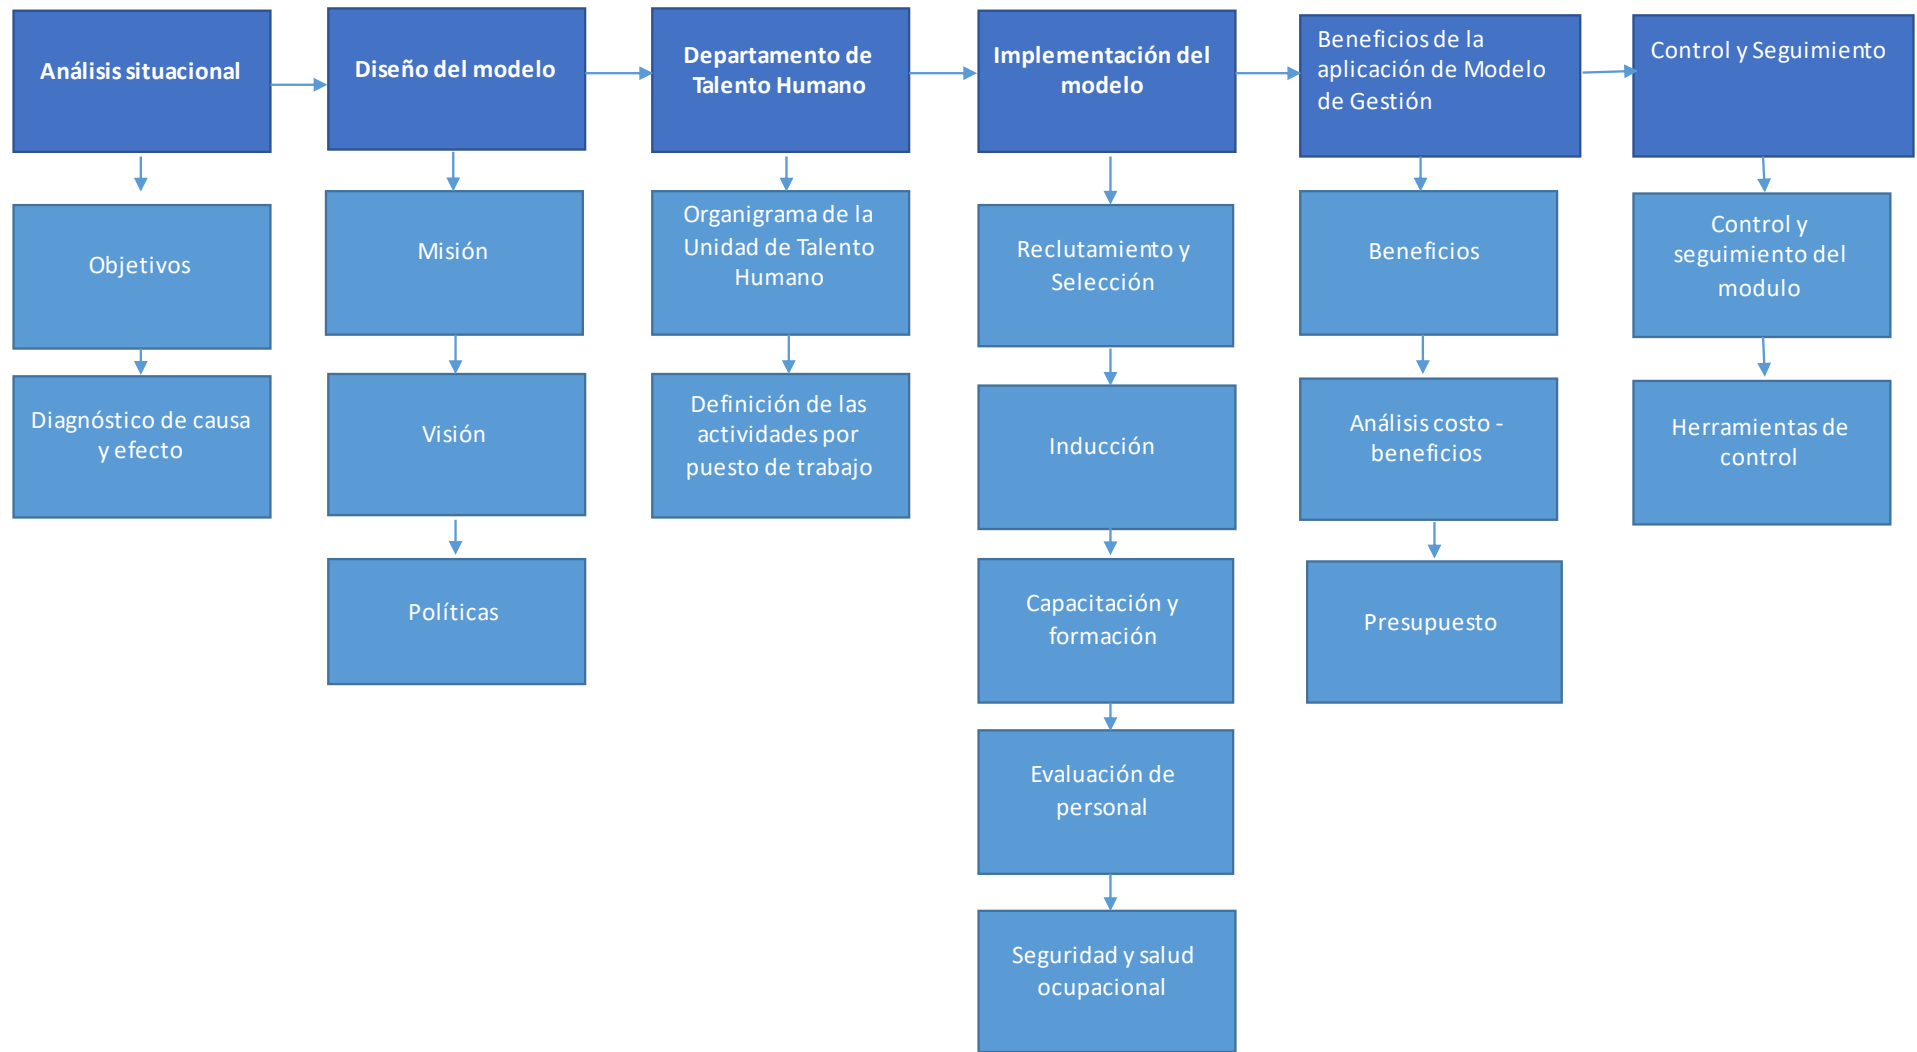 Análisis situacional
Diseño del modelo
Departamento de
Talento Humano
Implementación del
modelo
Beneficios de la
aplicación de Modelo
de Gestión
Control y Seguimiento
Objetivos
Misión
Organigrama de la
Unidad de Talento
Humano
Reclutamiento y
Selección
Beneficios
Control y
seguimiento del
modulo
Diagnóstico de causa
y efecto
Visión
Definición de las
actividades por
puesto de trabajo
Inducción
Análisis costo -
beneficios
Herramientas de
control
Políticas
Capacitación y
formación
Presupuesto
Evaluación de
personal
Seguridad y salud
ocupacional